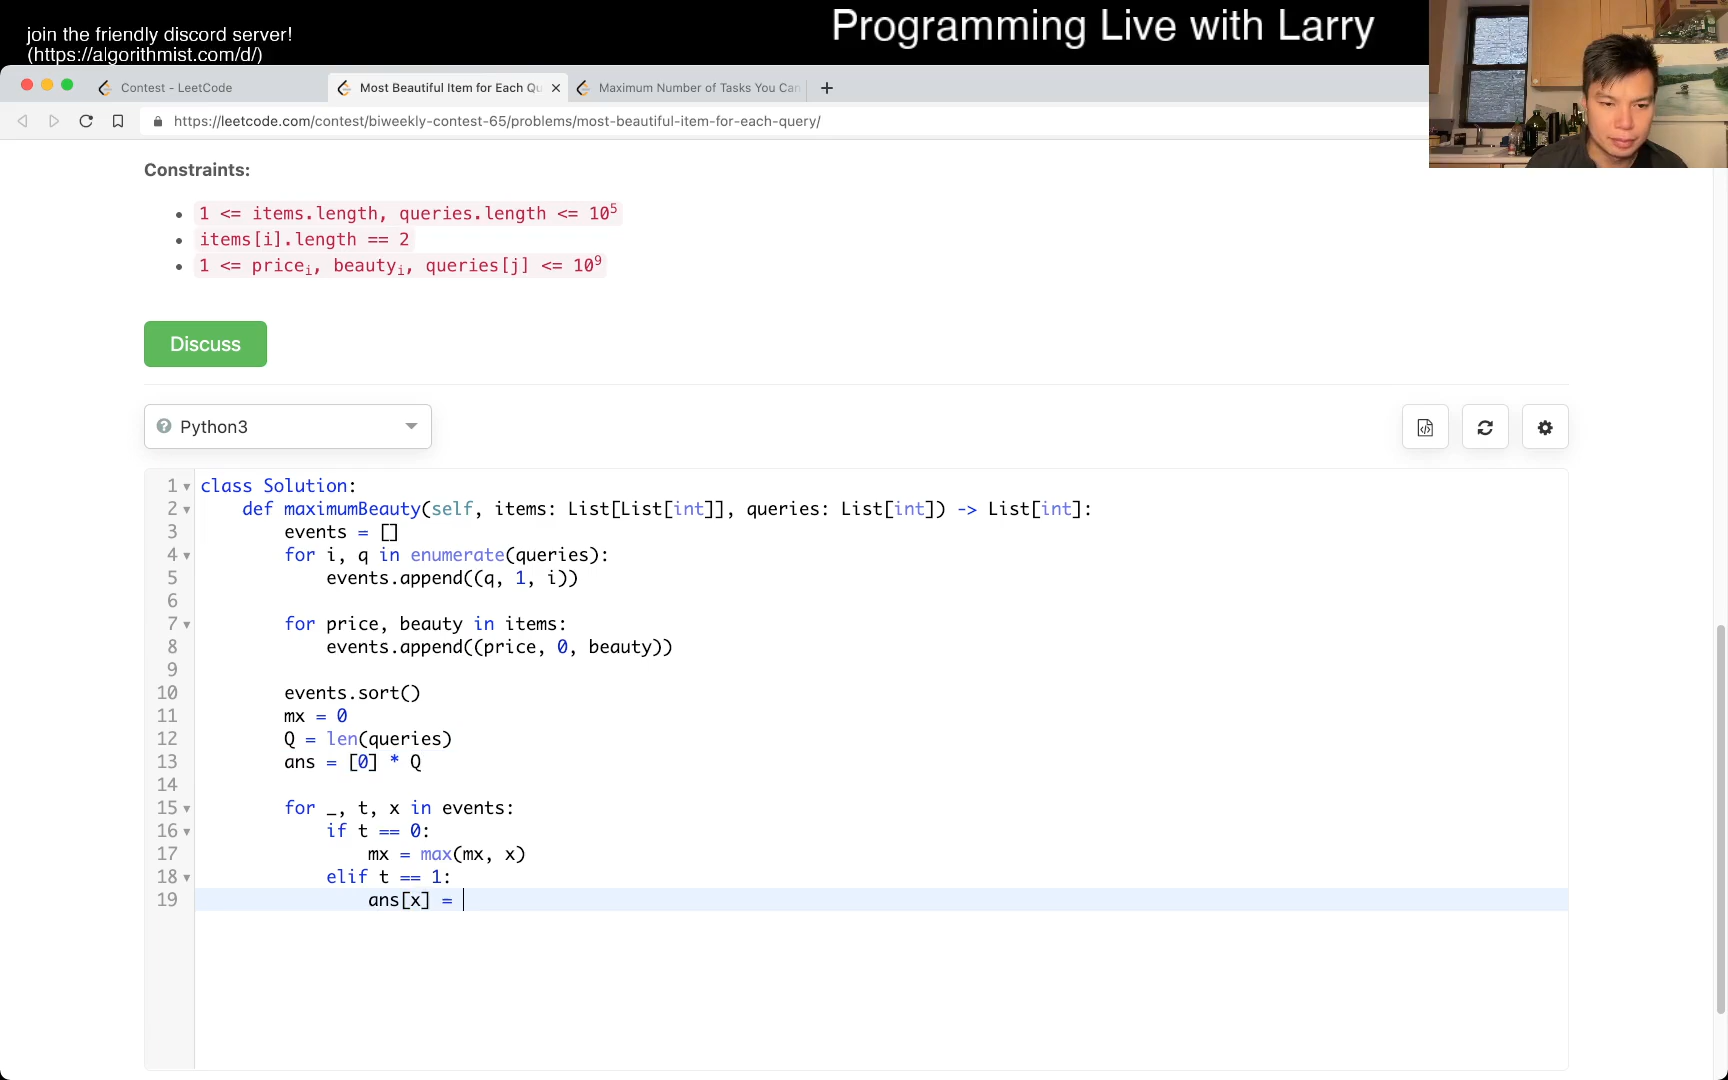 Programming Live with Larry
join the friendly discord server!
(https://algorithmist.com/d/)
Contest - LeetCode
Most Beautiful Item for Each Qu
Maximum Number of Tasks You Can
https://leetcode.com/contest/biweekly-contest-65/problems/most-beautiful-item-for-each-query/
Constraints:
1 <= items.length, queries.length <= 10⁵
items[i].length == 2
1 <= priceᵢ, beautyᵢ, queries[j] <= 10⁹
Discuss
Python3
1 class Solution:
2     def maximumBeauty(self, items: List[List[int]], queries: List[int]) -> List[int]:
3         events = []
4         for i, q in enumerate(queries):
5             events.append((q, 1, i))
6
7         for price, beauty in items:
8             events.append((price, 0, beauty))
9
10         events.sort()
11         mx = 0
12         Q = len(queries)
13         ans = [0] * Q
14
15         for _, t, x in events:
16             if t == 0:
17                 mx = max(mx, x)
18             elif t == 1:
19                 ans[x] =